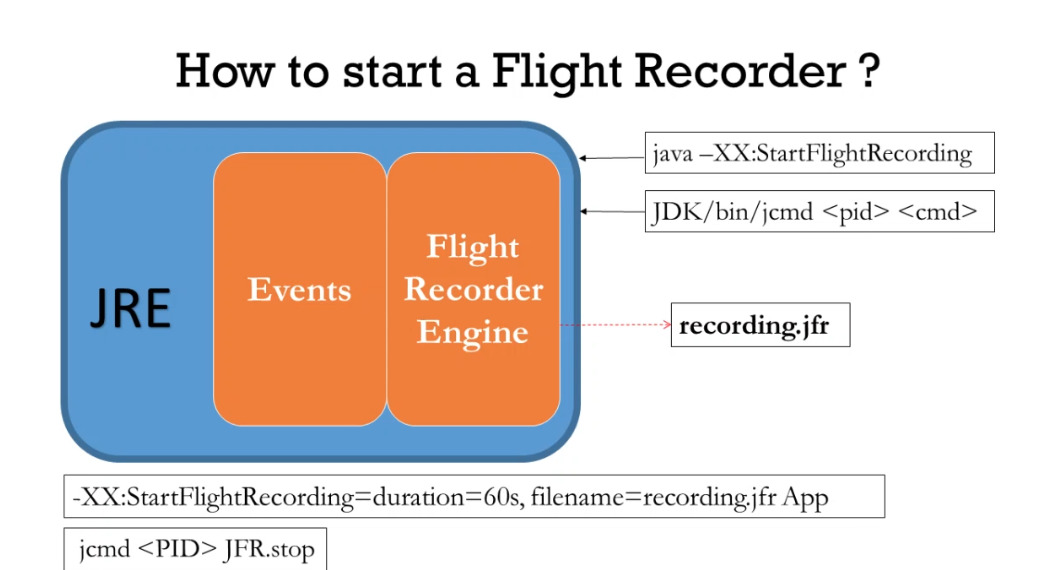 How to start a Flight Recorder ?
java –XX:StartFlightRecording
JDK/bin/jcmd <pid> <cmd>
JRE
Events
Flight
Recorder
Engine
recording.jfr
-XX:StartFlightRecording=duration=60s, filename=recording.jfr App
jcmd <PID> JFR.stop